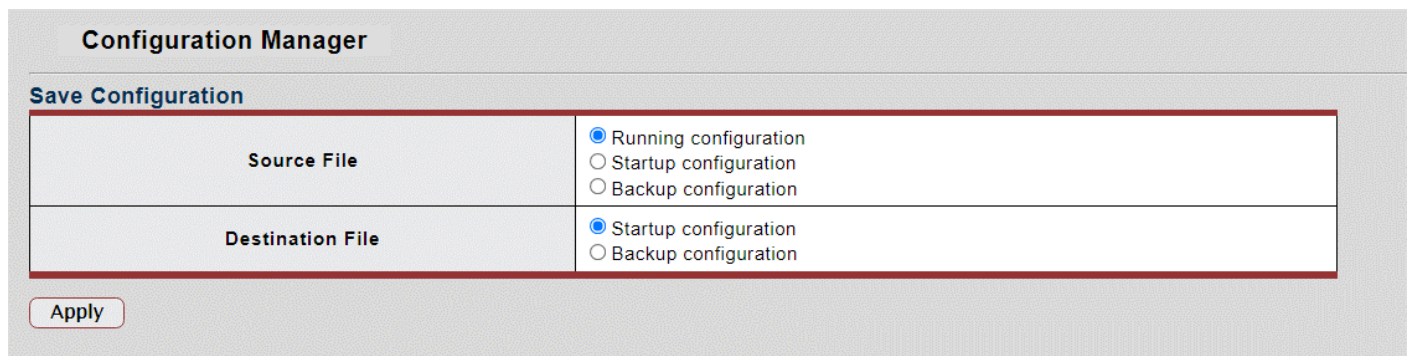 Configuration Manager
Save Configuration
Source File
Running configuration
Startup configuration
Backup configuration
Destination File
Startup configuration
Backup configuration
Apply